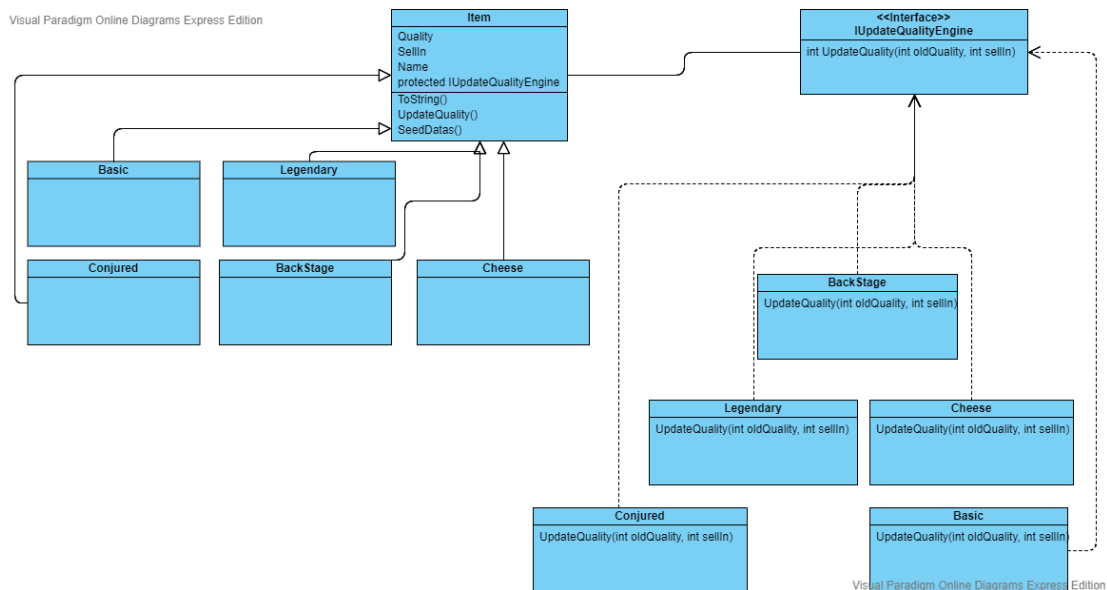 Visual Paradigm Online Diagrams Express Edition
Item
Quality
SellIn
Name
protected IUpdateQualityEngine
ToString()
UpdateQuality()
SeedDatas()
<<Interface>>
IUpdateQualityEngine
int UpdateQuality(int oldQuality, int sellIn)
Basic
Legendary
Conjured
BackStage
Cheese
BackStage
UpdateQuality(int oldQuality, int sellIn)
Legendary
UpdateQuality(int oldQuality, int sellIn)
Cheese
UpdateQuality(int oldQuality, int sellIn)
Conjured
UpdateQuality(int oldQuality, int sellIn)
Basic
UpdateQuality(int oldQuality, int sellIn)
Visual Paradigm Online Diagrams Express Edition